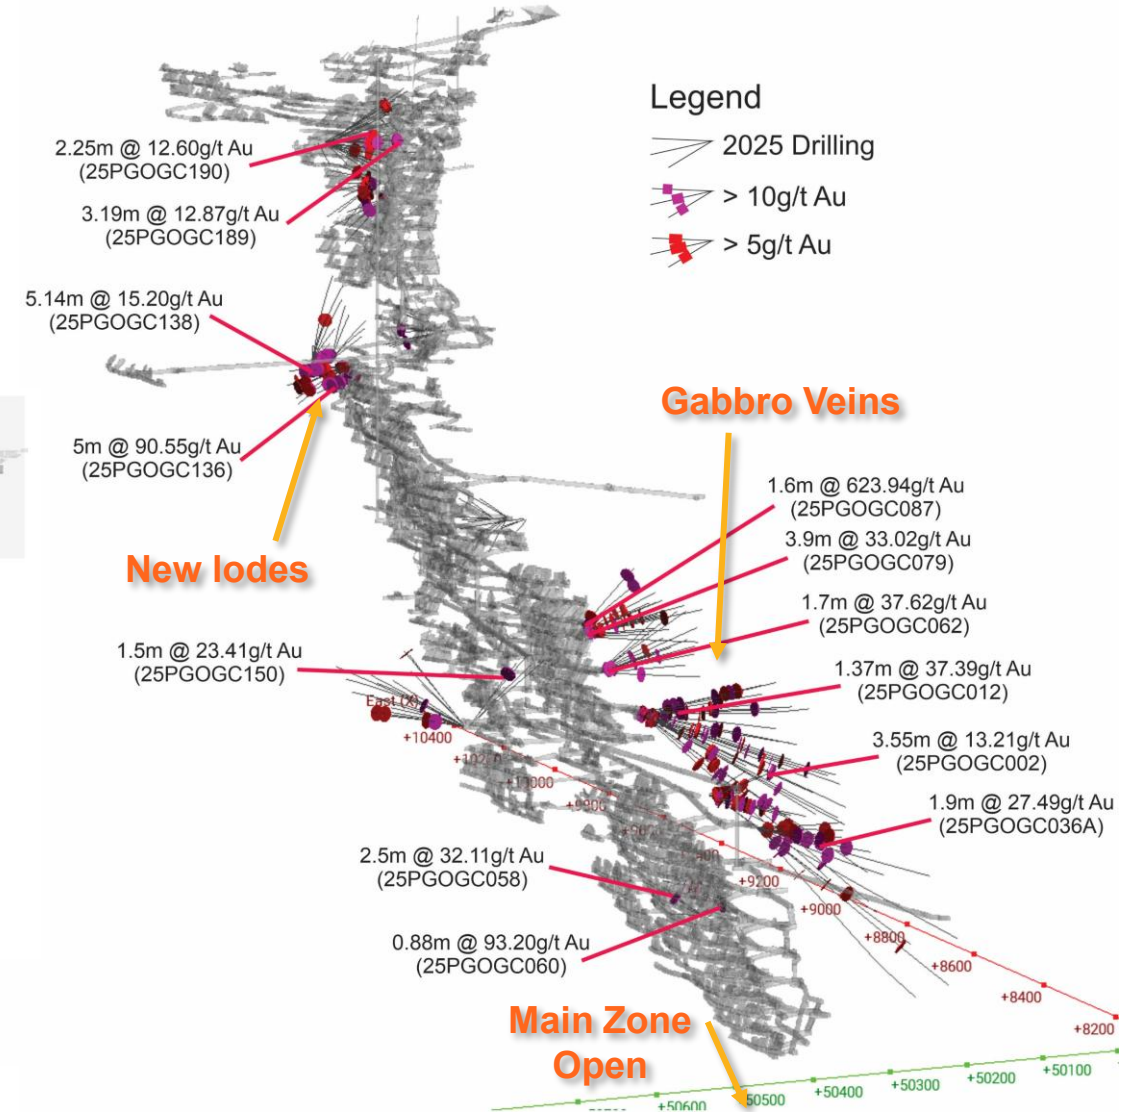 Legend
2025 Drilling
> 10g/t Au
> 5g/t Au
2.25m @ 12.60g/t Au
(25PGOGC190)
3.19m @ 12.87g/t Au
(25PGOGC189)
5.14m @ 15.20g/t Au
(25PGOGC138)
5m @ 90.55g/t Au
(25PGOGC136)
New lodes
Gabbro Veins
1.6m @ 623.94g/t Au
(25PGOGC087)
3.9m @ 33.02g/t Au
(25PGOGC079)
1.7m @ 37.62g/t Au
(25PGOGC062)
1.5m @ 23.41g/t Au
(25PGOGC150)
1.37m @ 37.39g/t Au
(25PGOGC012)
3.55m @ 13.21g/t Au
(25PGOGC002)
1.9m @ 27.49g/t Au
(25PGOGC036A)
2.5m @ 32.11g/t Au
(25PGOGC058)
0.88m @ 93.20g/t Au
(25PGOGC060)
Main Zone
Open
East (X)
+10400
+10000
+9200
+9000
+8800
+8600
+8400
+8200
+50600
50500
+50400
+50300
+50200
+50100